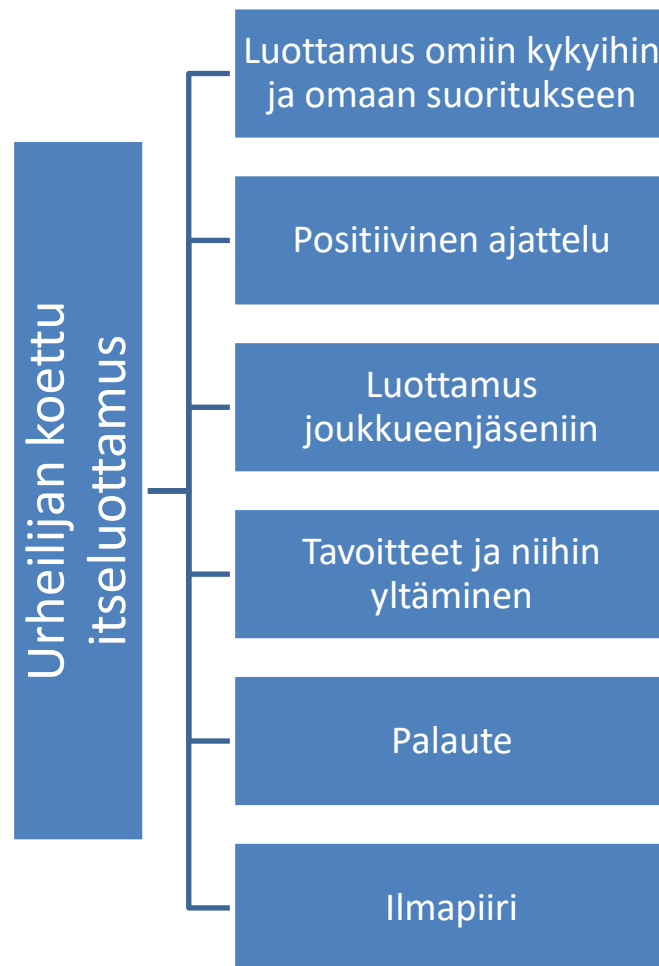 Urheilijan koettu
itseluottamus
Luottamus omiin kykyihin
ja omaan suoritukseen
Positiivinen ajattelu
Luottamus
joukkueenjäseniin
Tavoitteet ja niihin
yltäminen
Palaute
Ilmapiiri